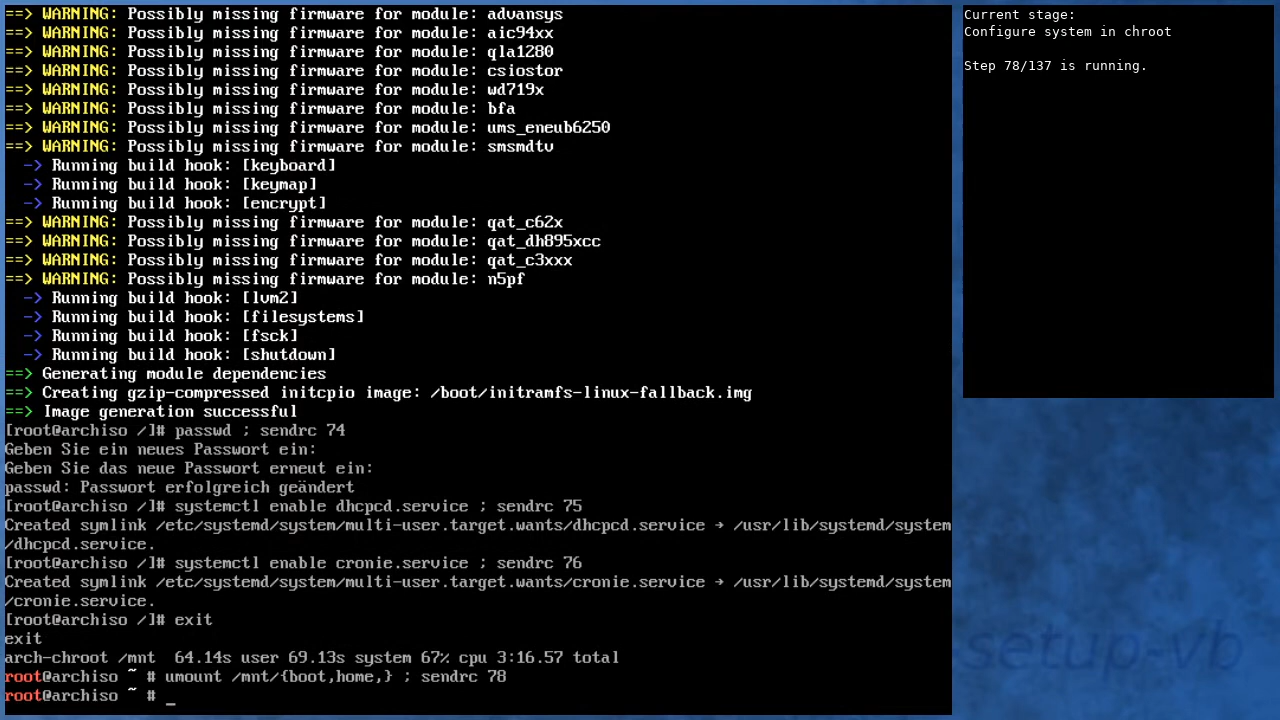 ==> WARNING: Possibly missing firmware for module: advansys
==> WARNING: Possibly missing firmware for module: aic94xx
==> WARNING: Possibly missing firmware for module: qla1280
==> WARNING: Possibly missing firmware for module: csiostor
==> WARNING: Possibly missing firmware for module: wd719x
==> WARNING: Possibly missing firmware for module: bfa
==> WARNING: Possibly missing firmware for module: ums_eneub6250
==> WARNING: Possibly missing firmware for module: smsmdtv
  -> Running build hook: [keyboard]
  -> Running build hook: [keymap]
  -> Running build hook: [encrypt]
==> WARNING: Possibly missing firmware for module: qat_c62x
==> WARNING: Possibly missing firmware for module: qat_dh895xcc
==> WARNING: Possibly missing firmware for module: qat_c3xxx
==> WARNING: Possibly missing firmware for module: n5pf
  -> Running build hook: [lvm2]
  -> Running build hook: [filesystems]
  -> Running build hook: [fsck]
  -> Running build hook: [shutdown]
==> Generating module dependencies
==> Creating gzip-compressed initcpio image: /boot/initramfs-linux-fallback.img
==> Image generation successful
[root@archiso /]# passwd ; sendrc 74
Geben Sie ein neues Passwort ein:
Geben Sie das neue Passwort erneut ein:
passwd: Passwort erfolgreich geändert
[root@archiso /]# systemctl enable dhcpcd.service ; sendrc 75
Created symlink /etc/systemd/system/multi-user.target.wants/dhcpcd.service → /usr/lib/systemd/system
/dhcpcd.service.
[root@archiso /]# systemctl enable cronie.service ; sendrc 76
Created symlink /etc/systemd/system/multi-user.target.wants/cronie.service → /usr/lib/systemd/system
/cronie.service.
[root@archiso /]# exit
exit
arch-chroot /mnt  64.14s user 69.13s system 67% cpu 3:16.57 total
root@archiso ~ # umount /mnt/{boot,home,} ; sendrc 78
root@archiso ~ # _
Current stage:
Configure system in chroot
Step 78/137 is running.
setup-vb